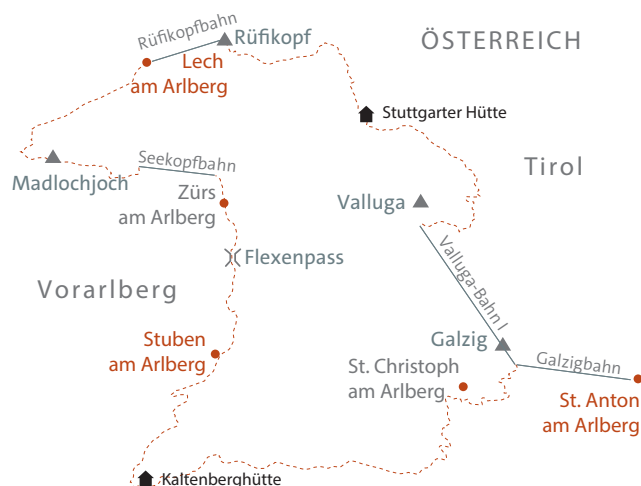 Rüfikopfbahn
Rüfikopf
ÖSTERREICH
Lech
am Arlberg
Stuttgarter Hütte
Seekopfbahn
Tirol
Madlochjoch
Zürs
am Arlberg
Valluga
Flexenpass
Valluga-Bahn I
Vorarlberg
Stuben
am Arlberg
Galzig
St. Christoph
am Arlberg
Galzigbahn
St. Anton
am Arlberg
Kaltenberghütte